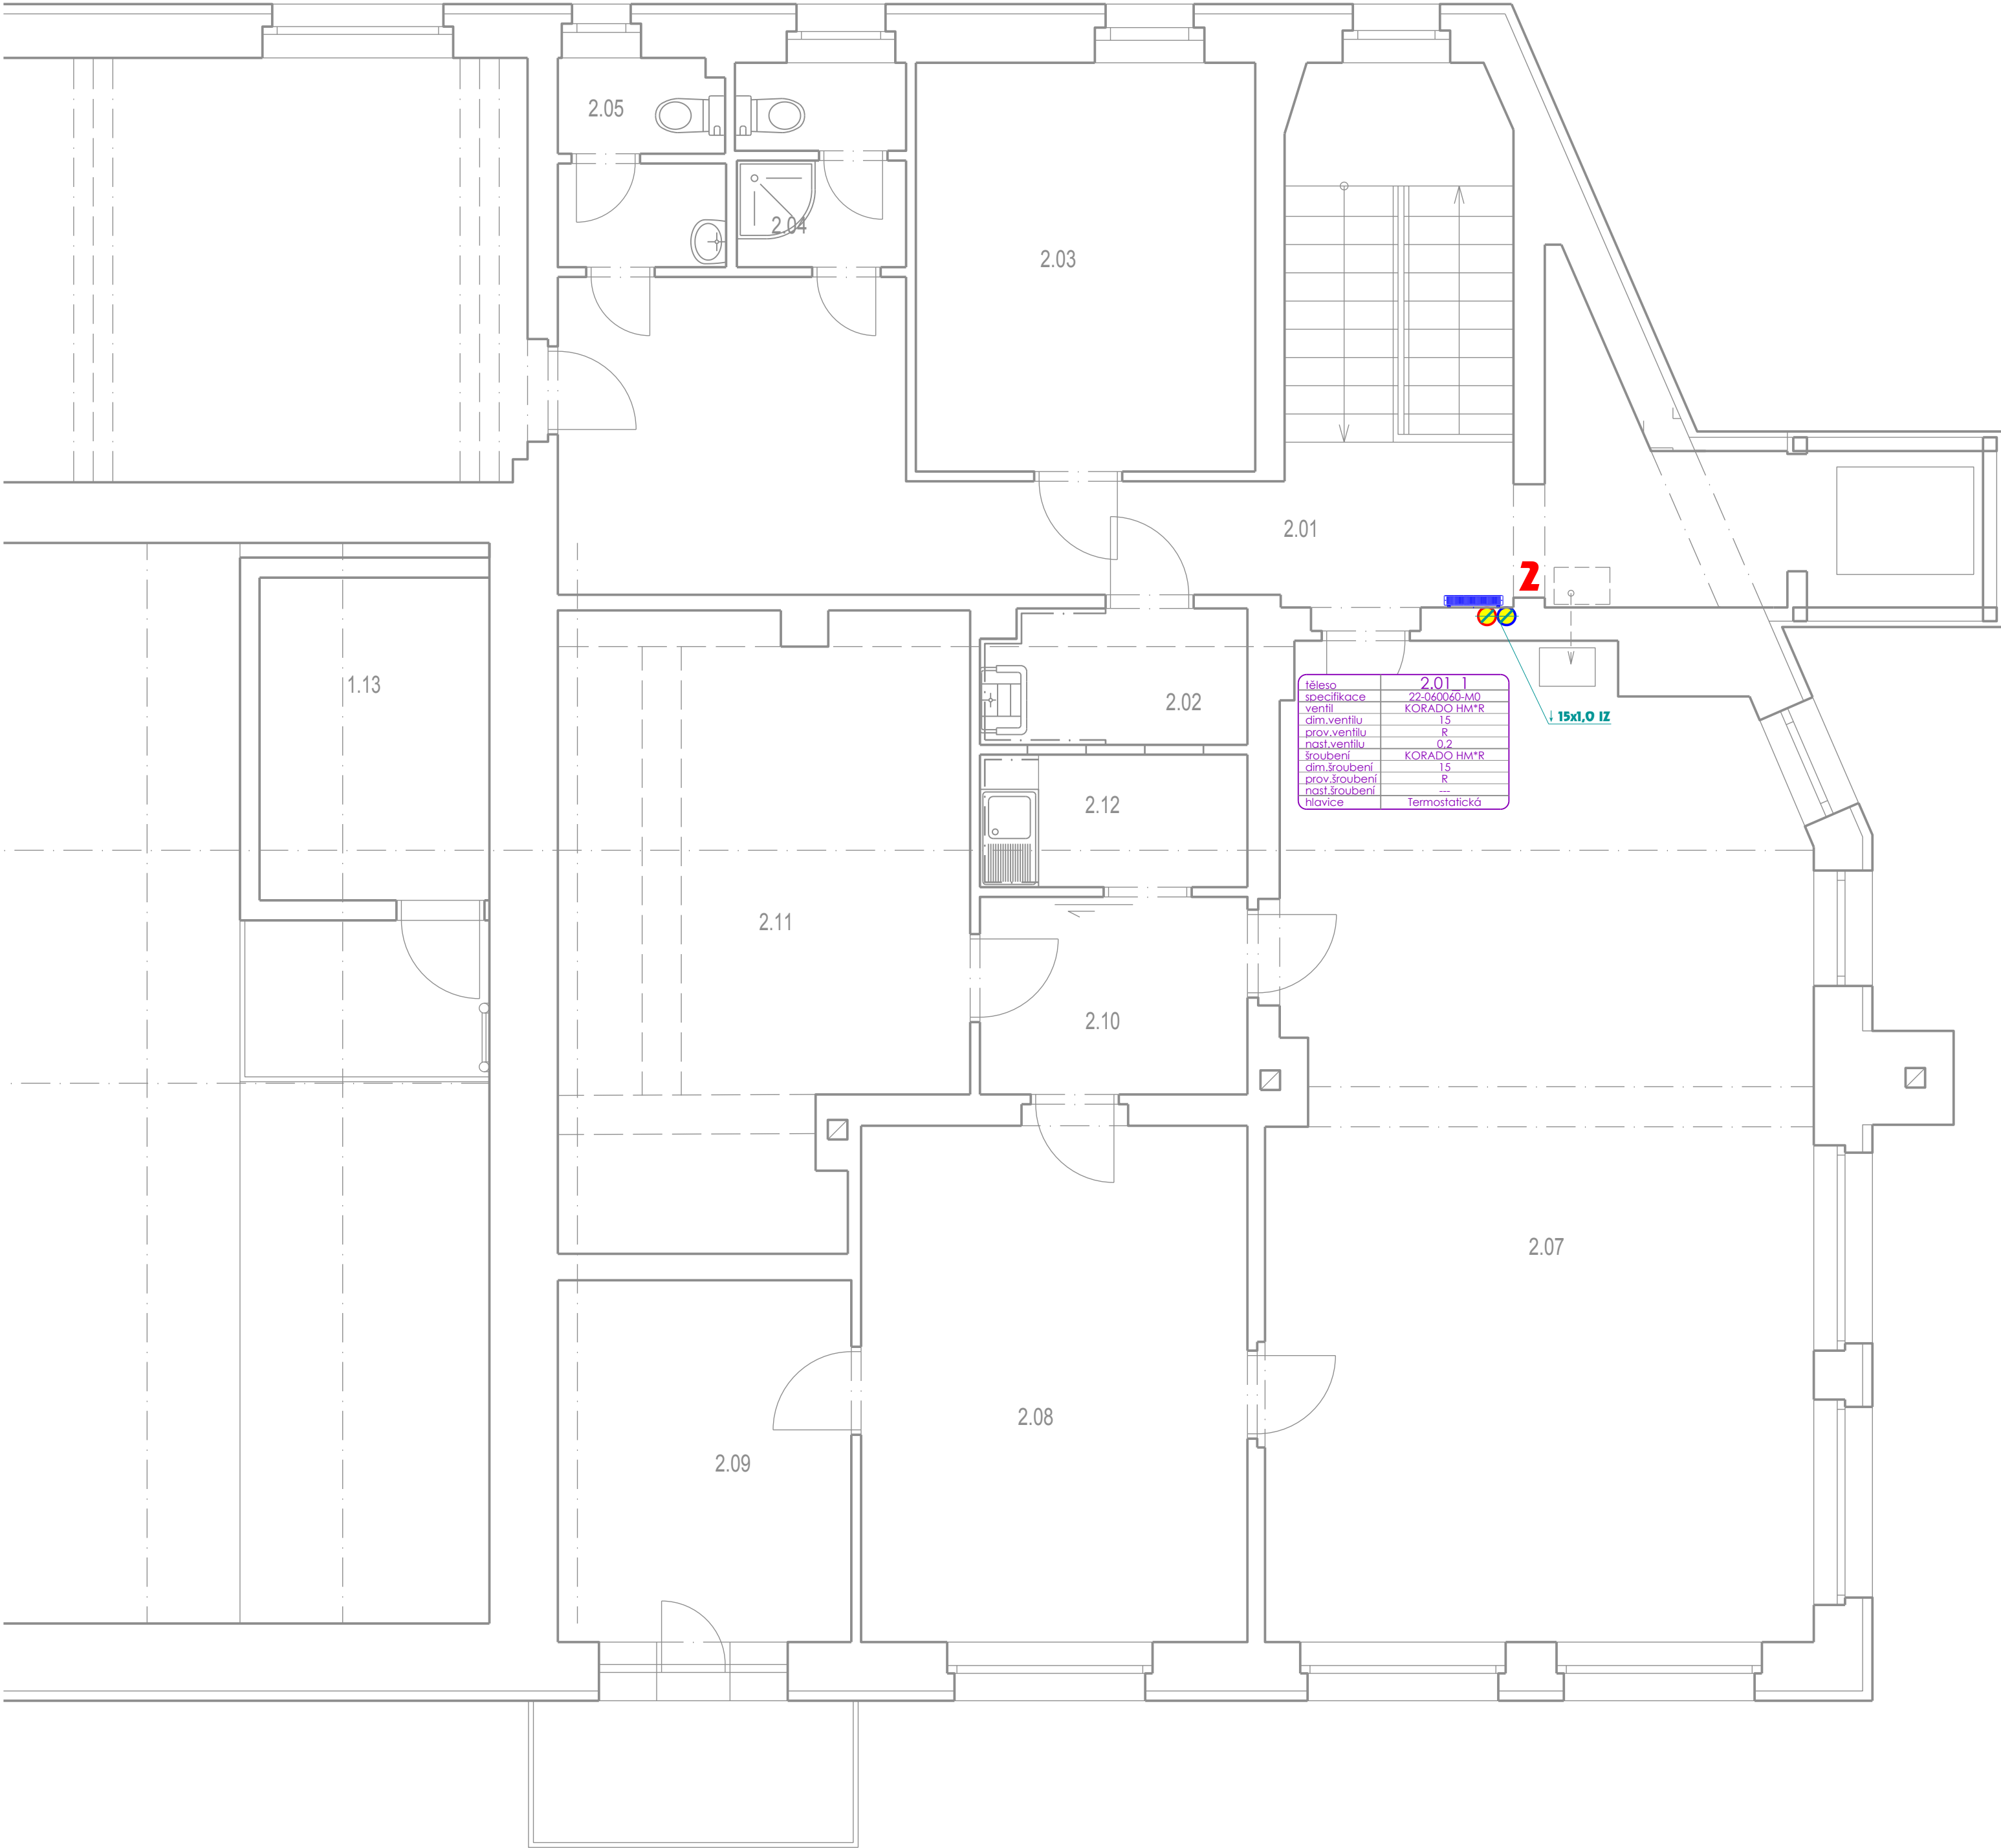 2.05
2.04
2.03
2.01
2
1.13
2.02
těleso 2.01_1
specifikace 22-060060-M0
ventil KORADO HM*R
dim.ventilu 15
prov.ventilu R
nast.ventilu 0,2
šroubení KORADO HM*R
dim.šroubení 15
prov.šroubení R
nast.šroubení ---
hlavice Termostatická
↓ 15x1,0 IZ
2.12
2.11
2.10
2.07
2.08
2.09